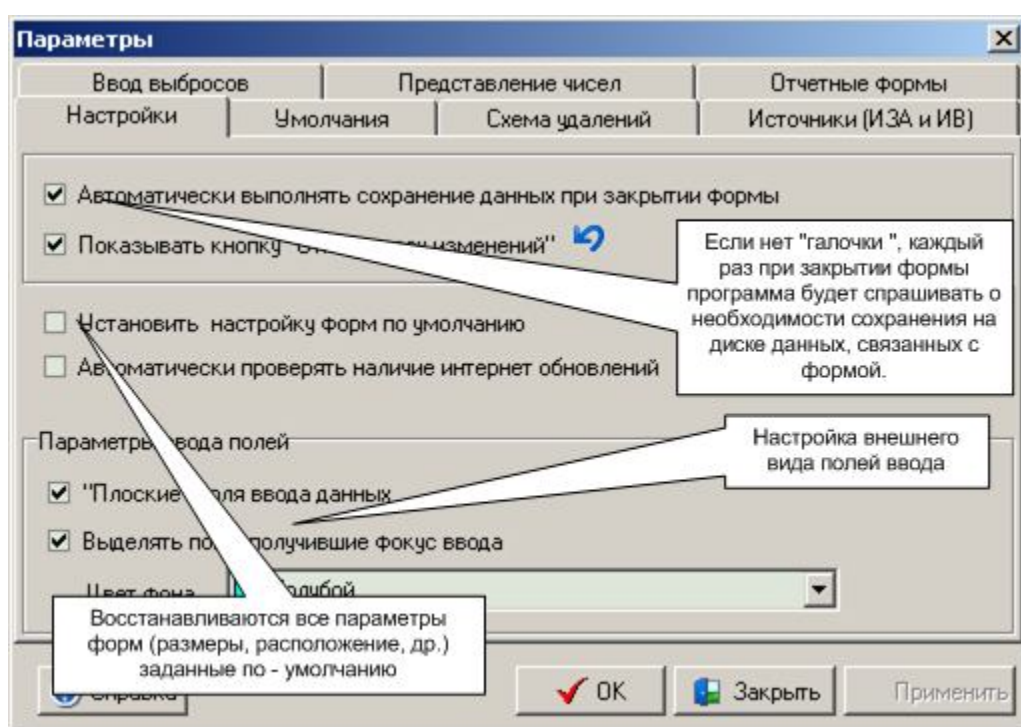 Параметры
Ввод выбросов
Представление чисел
Отчетные формы
Настройки
Умолчания
Схема удалений
Источники (ИЗА и ИВ)
Автоматически выполнять сохранение данных при закрытии формы
Показывать кнопку изменений"
Если нет "галочки ", каждый
раз при закрытии формы
программа будет спрашивать о
необходимости сохранения на
диске данных, связанных с
формой.
Установить настройку форм по умолчанию
Автоматически проверять наличие интернет обновлений
Параметры ввода полей
Настройка внешнего
вида полей ввода
"Плоские" поля ввода данных
Выделять получившие фокус ввода
Цвет фона
Голубой
Восстанавливаются все параметры
форм (размеры, расположение, др.)
заданные по - умолчанию
Справка
OK
Закрыть
Применить